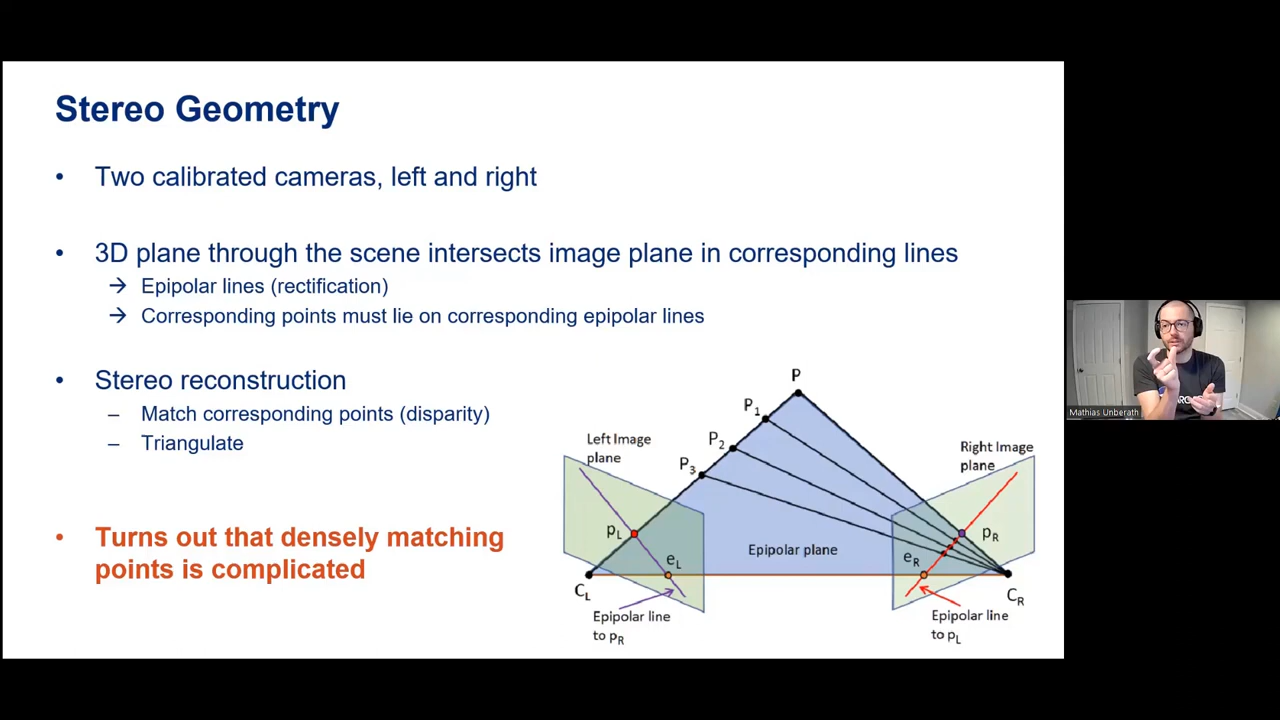 Stereo Geometry
• Two calibrated cameras, left and right
• 3D plane through the scene intersects image plane in corresponding lines
→ Epipolar lines (rectification)
→ Corresponding points must lie on corresponding epipolar lines
• Stereo reconstruction
– Match corresponding points (disparity)
– Triangulate
• Turns out that densely matching
points is complicated
P
P1
P2
P3
Left Image
plane
Right Image
plane
pL
pR
eL
eR
Epipolar plane
CL
CR
Epipolar line
to pR
Epipolar line
to pL
Mathias Unberath